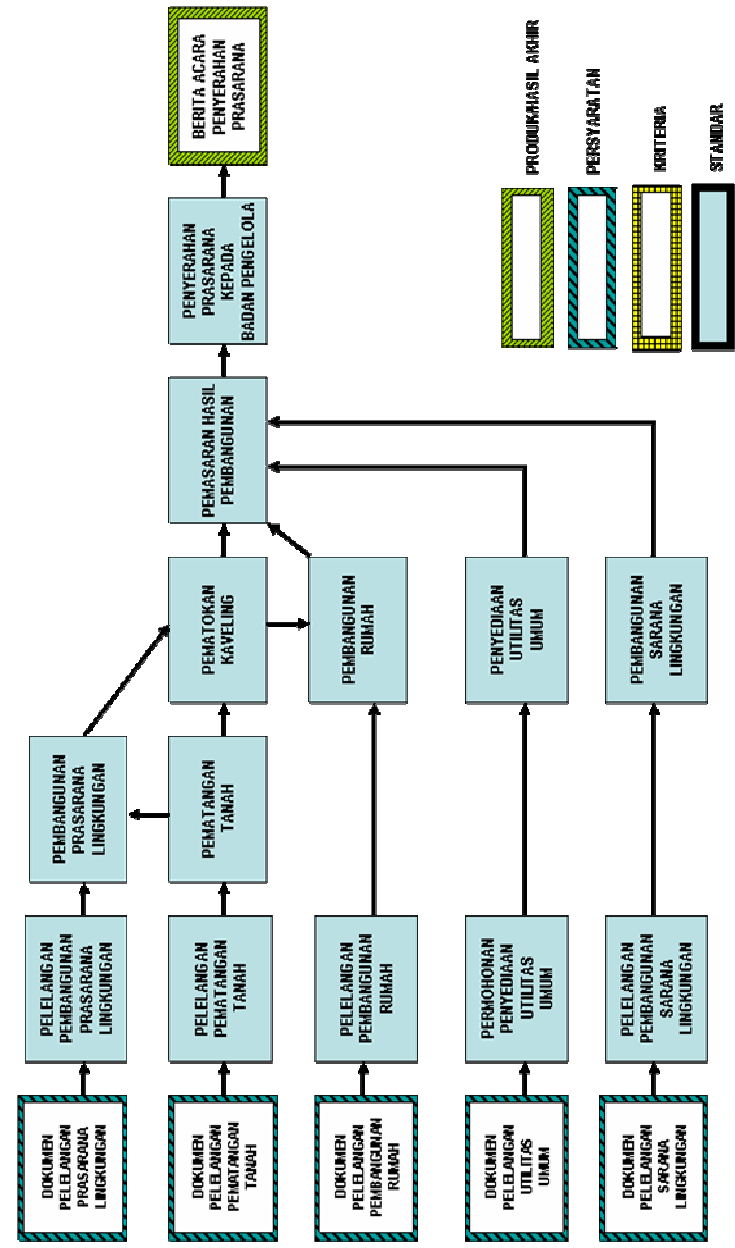 DOKUMEN
PELELANGAN
PRASARANA
LINGKUNGAN
PELELANGAN
PEMBANGUNAN
PRASARANA
LINGKUNGAN
PEMBANGUNAN
PRASARANA
LINGKUNGAN
DOKUMEN
PELELANGAN
PEMATANGAN
TANAH
PELELANGAN
PEMATANGAN
TANAH
PEMATANGAN
TANAH
PEMATOKAN
KAVELING
PEMASARAN HASIL
PEMBANGUNAN
PENYERAHAN
PRASARANA
KEPADA
BADAN PENGELOLA
BERITA ACARA
PENYERAHAN
PRASARANA
DOKUMEN
PELELANGAN
PEMBANGUNAN
RUMAH
PELELANGAN
PEMBANGUNAN
RUMAH
PEMBANGUNAN
RUMAH
DOKUMEN
PELELANGAN
UTILITAS
UMUM
PERMOHONAN
PENYEDIAAN
UTILITAS
UMUM
PENYEDIAAN
UTILITAS
UMUM
DOKUMEN
PELELANGAN
SARANA
LINGKUNGAN
PELELANGAN
PEMBANGUNAN
SARANA
LINGKUNGAN
PEMBANGUNAN
SARANA
LINGKUNGAN
PRODUK/HASIL AKHIR
PERSYARATAN
KRITERIA
STANDAR